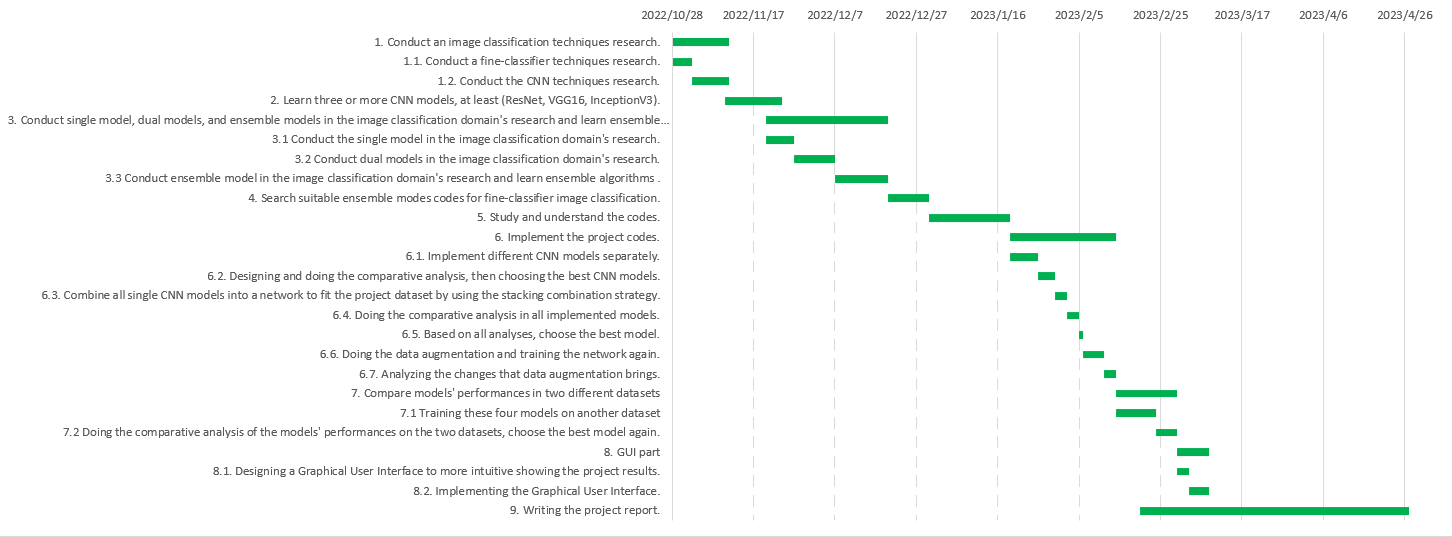 2022/10/28 2022/11/17 2022/12/7 2022/12/27 2023/1/16 2023/2/5 2023/2/25 2023/3/17 2023/4/6 2023/4/26
1. Conduct an image classification techniques research.
1.1. Conduct a fine-classifier techniques research.
1.2. Conduct the CNN techniques research.
2. Learn three or more CNN models, at least (ResNet, VGG16, InceptionV3).
3. Conduct single model, dual models, and ensemble models in the image classification domain's research and learn ensemble...
3.1 Conduct the single model in the image classification domain's research.
3.2 Conduct dual models in the image classification domain's research.
3.3 Conduct ensemble model in the image classification domain's research and learn ensemble algorithms .
4. Search suitable ensemble modes codes for fine-classifier image classification.
5. Study and understand the codes.
6. Implement the project codes.
6.1. Implement different CNN models separately.
6.2. Designing and doing the comparative analysis, then choosing the best CNN models.
6.3. Combine all single CNN models into a network to fit the project dataset by using the stacking combination strategy.
6.4. Doing the comparative analysis in all implemented models.
6.5. Based on all analyses, choose the best model.
6.6. Doing the data augmentation and training the network again.
6.7. Analyzing the changes that data augmentation brings.
7. Compare models' performances in two different datasets
7.1 Training these four models on another dataset
7.2 Doing the comparative analysis of the models' performances on the two datasets, choose the best model again.
8. GUI part
8.1. Designing a Graphical User Interface to more intuitive showing the project results.
8.2. Implementing the Graphical User Interface.
9. Writing the project report.